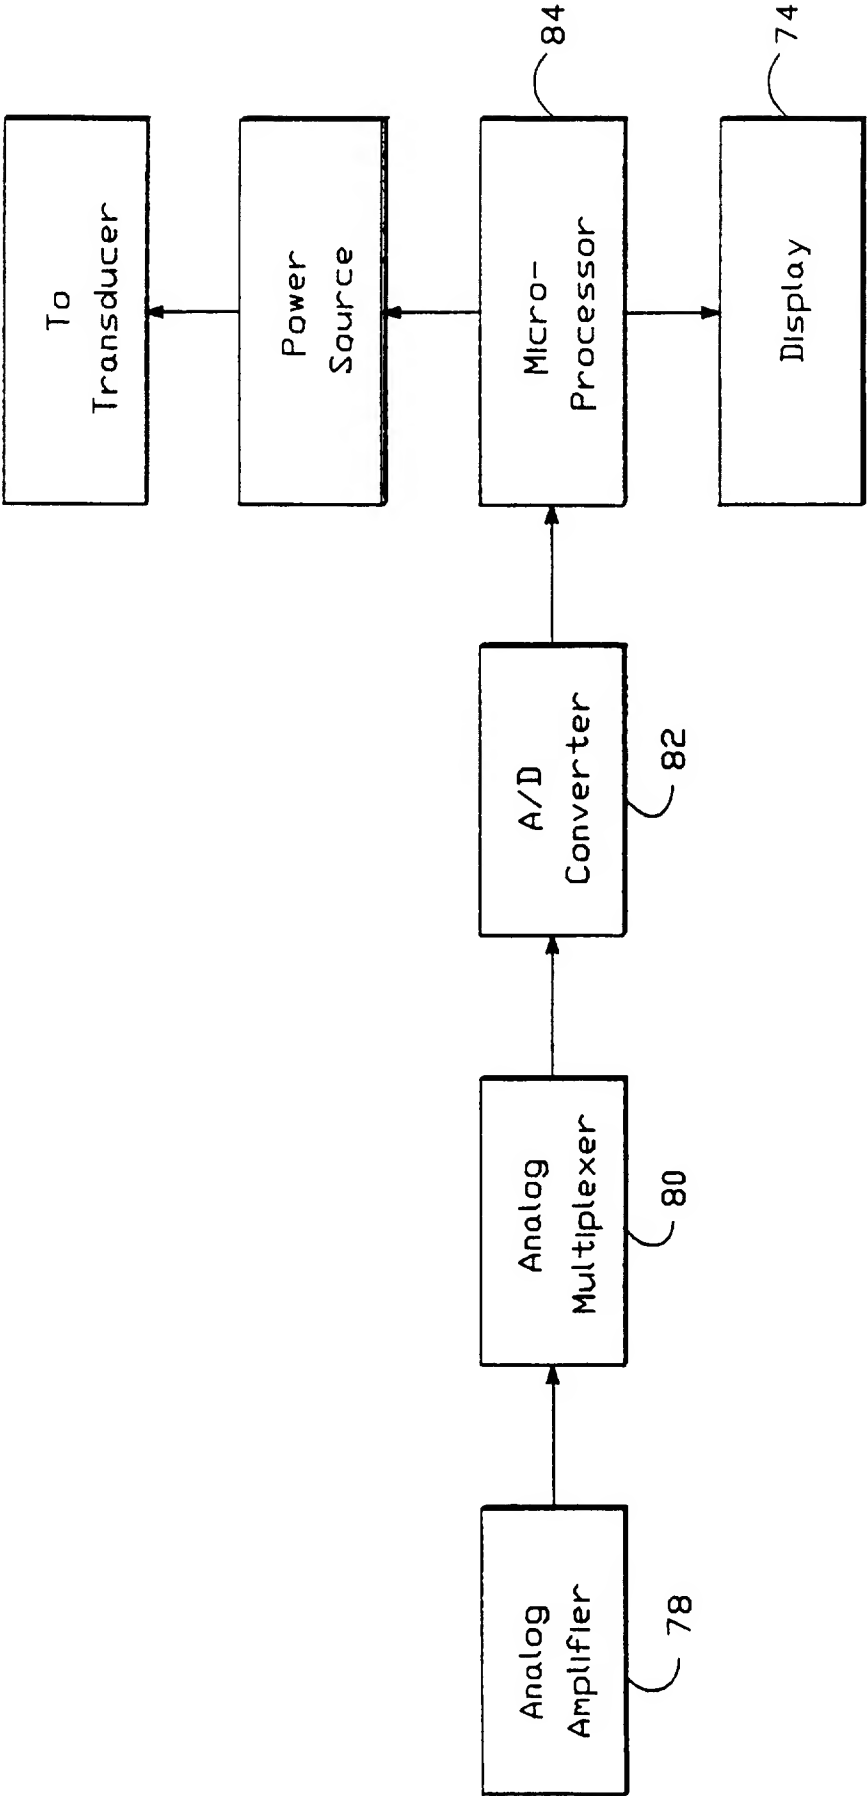 To
Transducer
Power
Source
Micro-
Processor
84
Display
74
A/D
Converter
82
Analog
Multiplexer
80
Analog
Amplifier
78